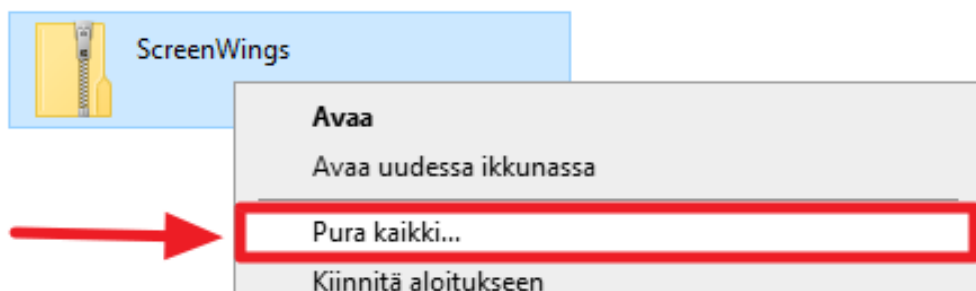 ScreenWings
Avaa
Avaa uudessa ikkunassa
Pura kaikki...
Kiinnitä aloitukseen